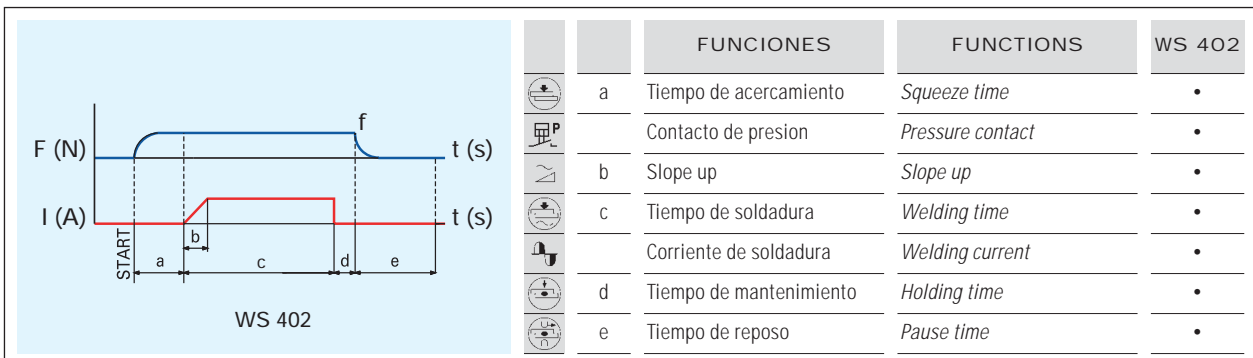 f
F (N)
t (s)
I (A)
t (s)
START
b
a
c
d
e
WS 402
FUNCIONES FUNCTIONS WS 402
a Tiempo de acercamiento Squeeze time •
P Contacto de presion Pressure contact •
b Slope up Slope up •
c Tiempo de soldadura Welding time •
Corriente de soldadura Welding current •
d Tiempo de mantenimiento Holding time •
e Tiempo de reposo Pause time •